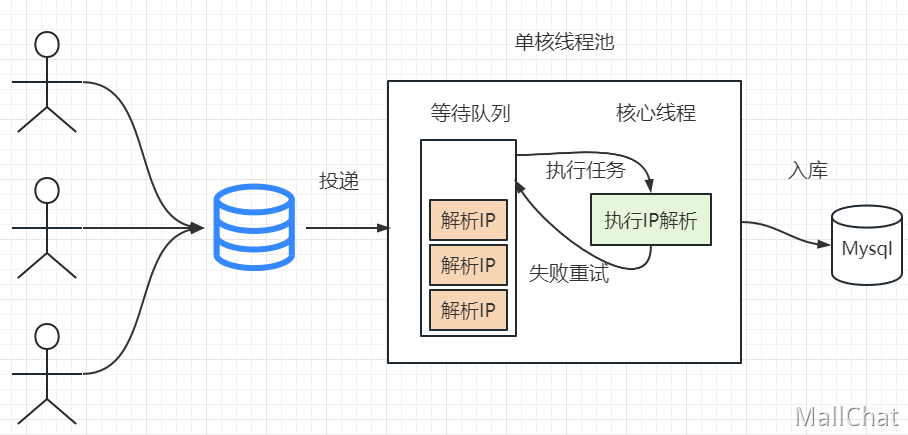 单核线程池
等待队列
核心线程
投递
执行任务
入库
解析IP
执行IP解析
解析IP
失败重试
解析IP
Mysql
MallChat